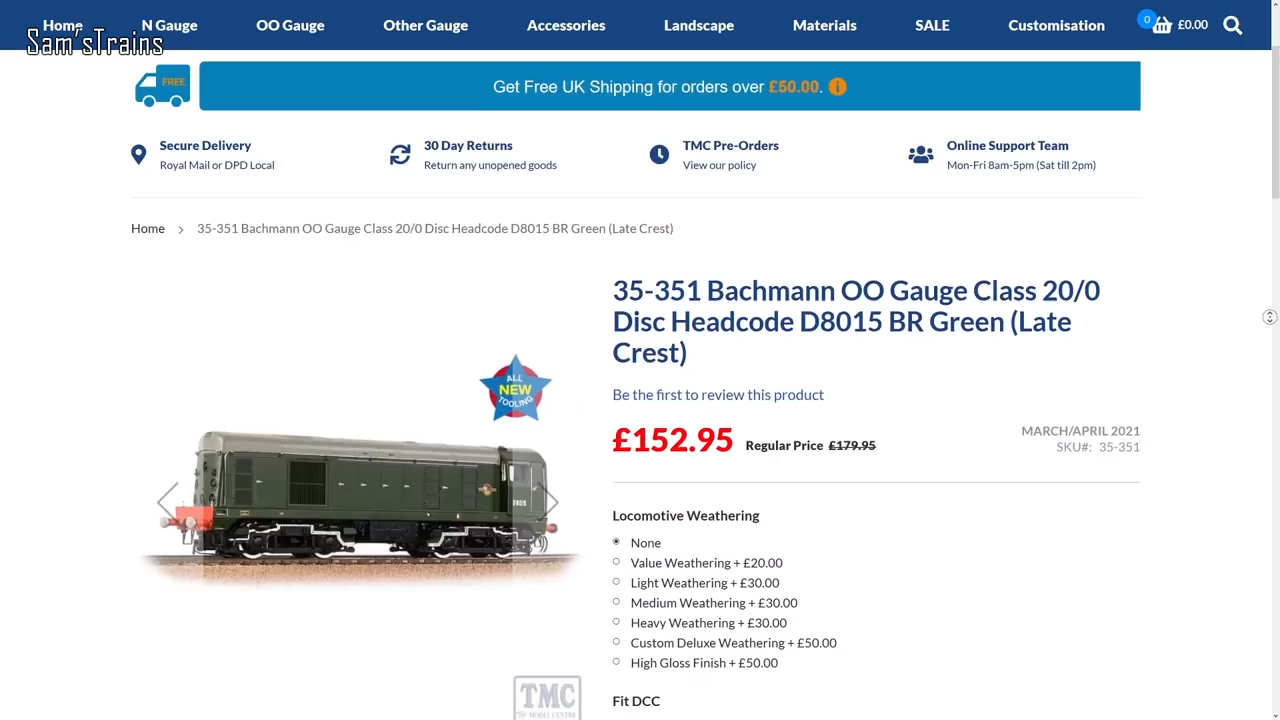 Home
N Gauge
OO Gauge
Other Gauge
Accessories
Landscape
Materials
SALE
Customisation
0
£0.00
Sam'sTrains
FREE
Get Free UK Shipping for orders over £50.00.
Secure Delivery
Royal Mail or DPD Local
30 Day Returns
Return any unopened goods
TMC Pre-Orders
View our policy
Online Support Team
Mon-Fri 8am-5pm (Sat till 2pm)
Home > 35-351 Bachmann OO Gauge Class 20/0 Disc Headcode D8015 BR Green (Late Crest)
35-351 Bachmann OO Gauge Class 20/0
Disc Headcode D8015 BR Green (Late
Crest)
Be the first to review this product
£152.95 Regular Price £179.95
MARCH/APRIL 2021
SKU#: 35-351
ALL
NEW
TOOLING
D8015
Locomotive Weathering
None
Value Weathering + £20.00
Light Weathering + £30.00
Medium Weathering + £30.00
Heavy Weathering + £30.00
Custom Deluxe Weathering + £50.00
High Gloss Finish + £50.00
Fit DCC
TMC
The MODEL CENTRE